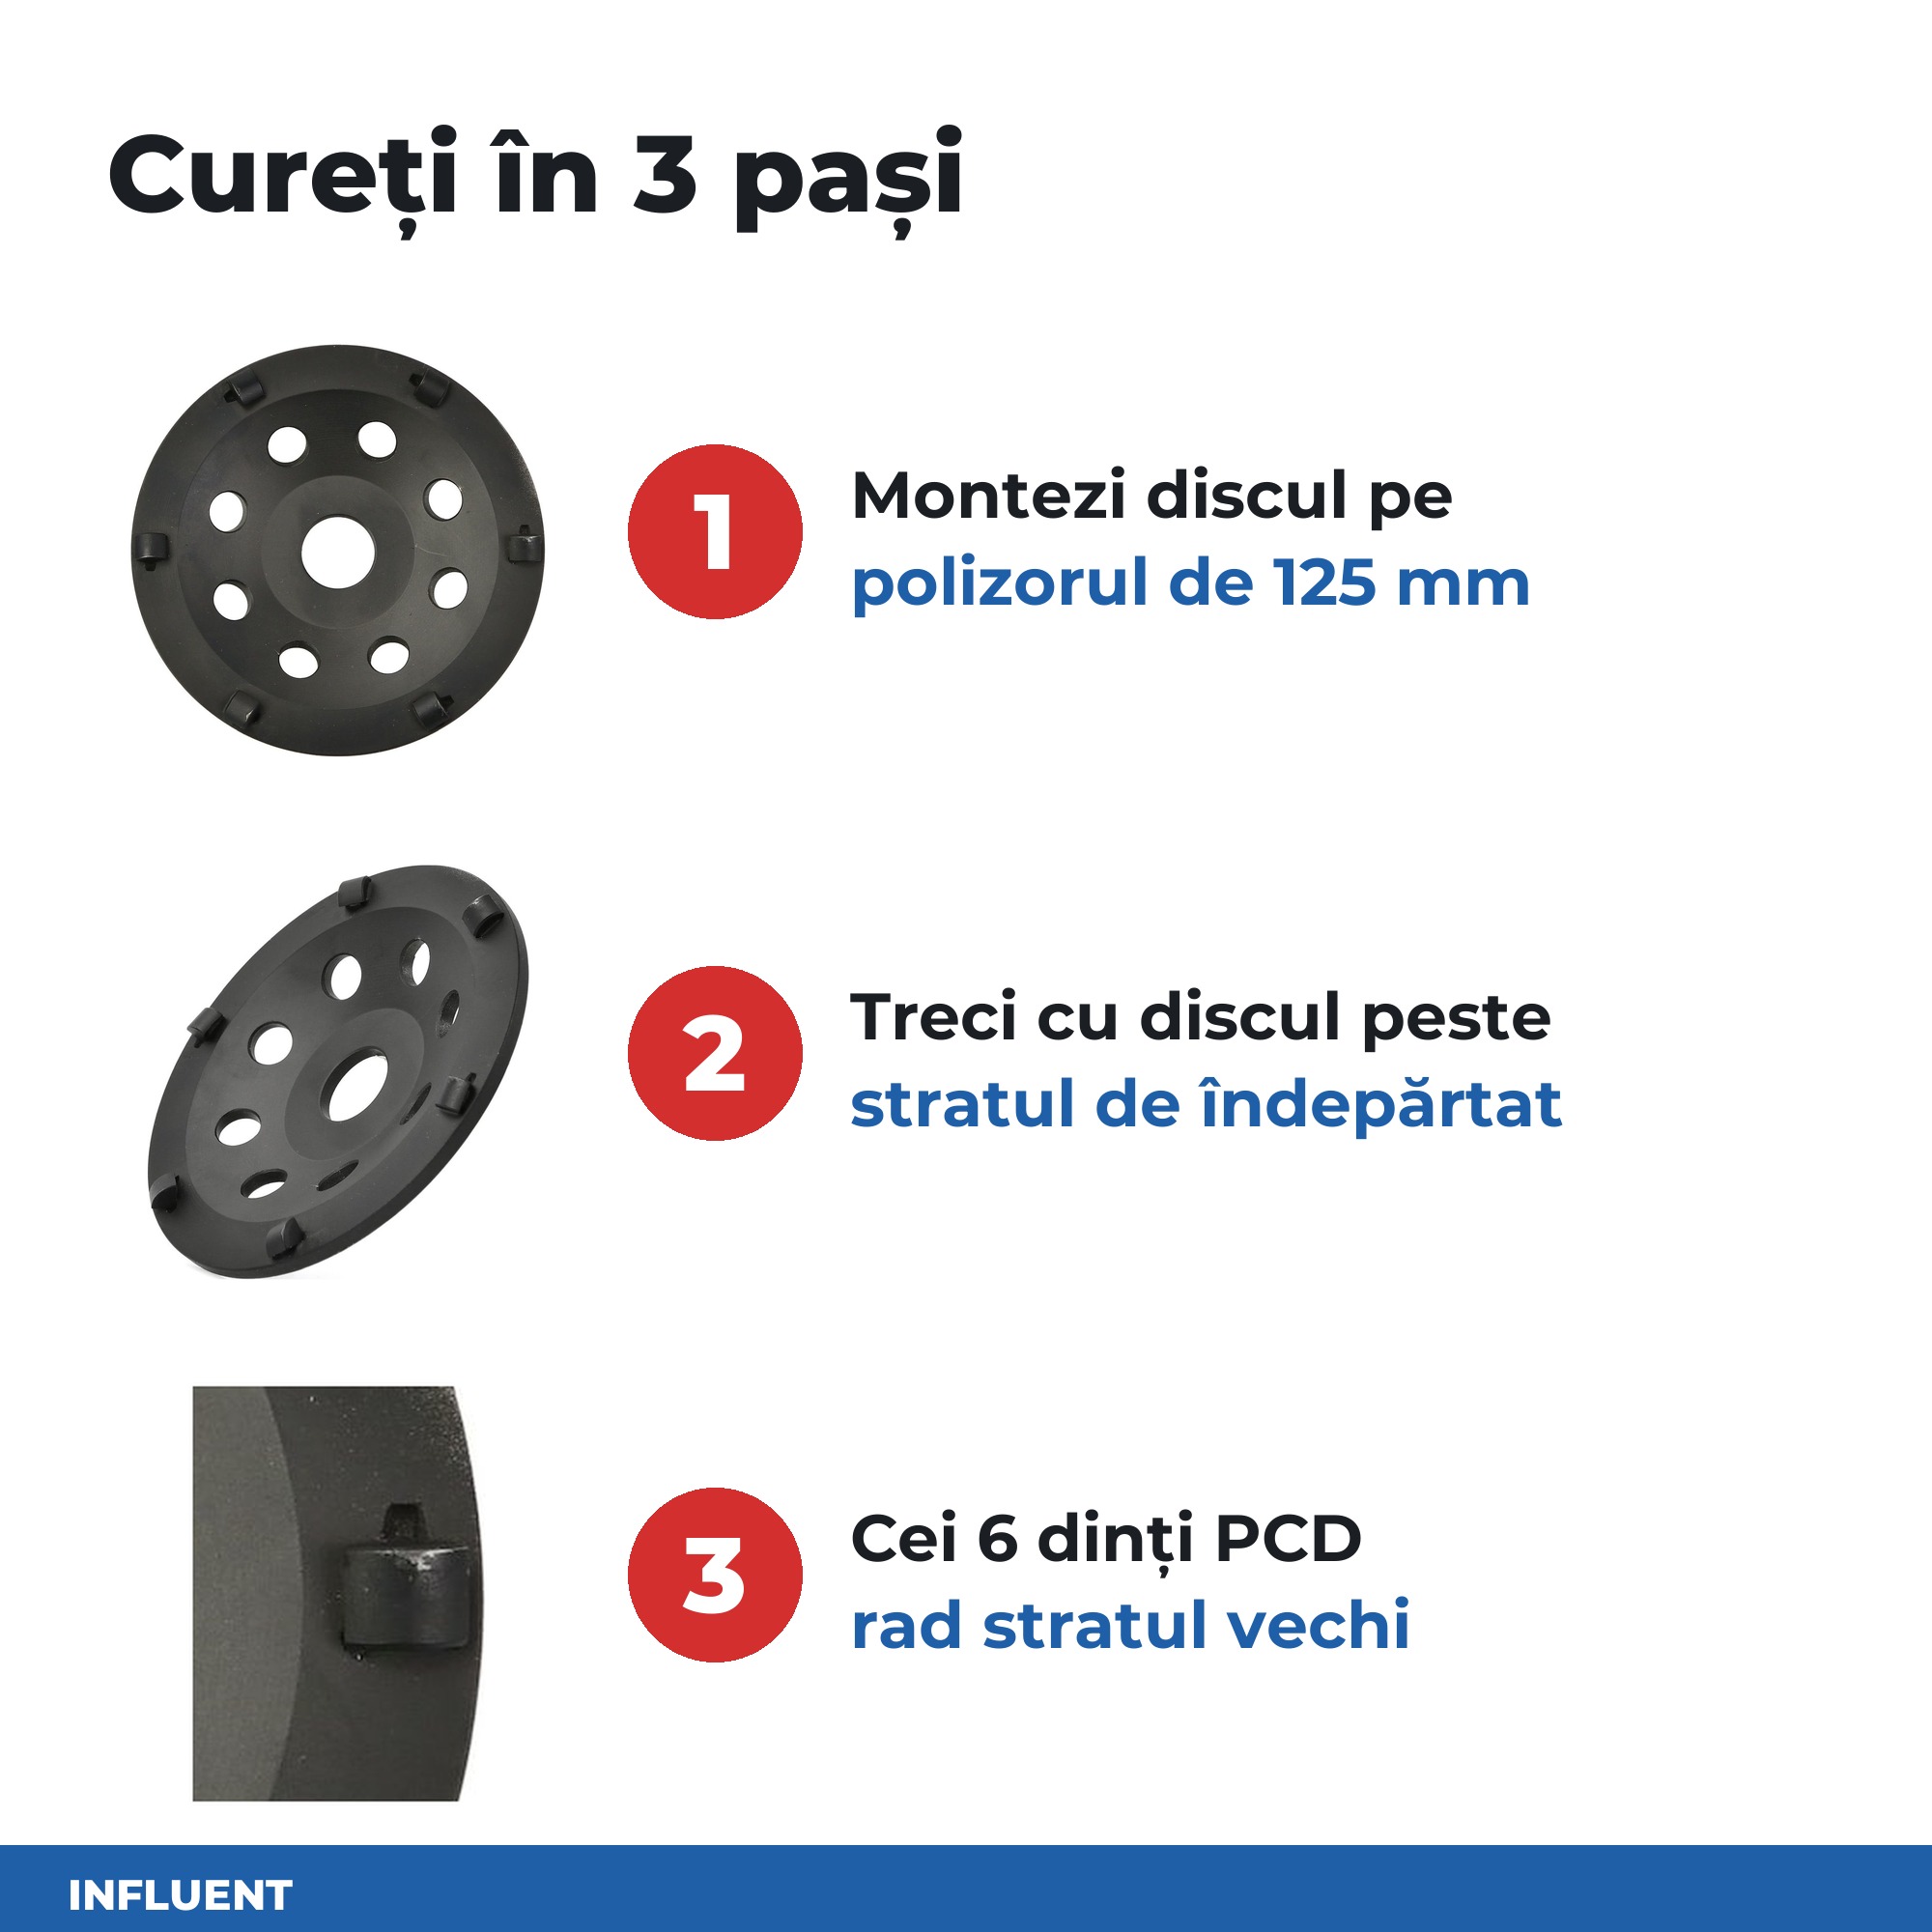 Cureți în 3 pași
1
Montezi discul pe
polizorul de 125 mm
2
Treci cu discul peste
stratul de îndepărtat
3
Cei 6 dinți PCD
rad stratul vechi
INFLUENT